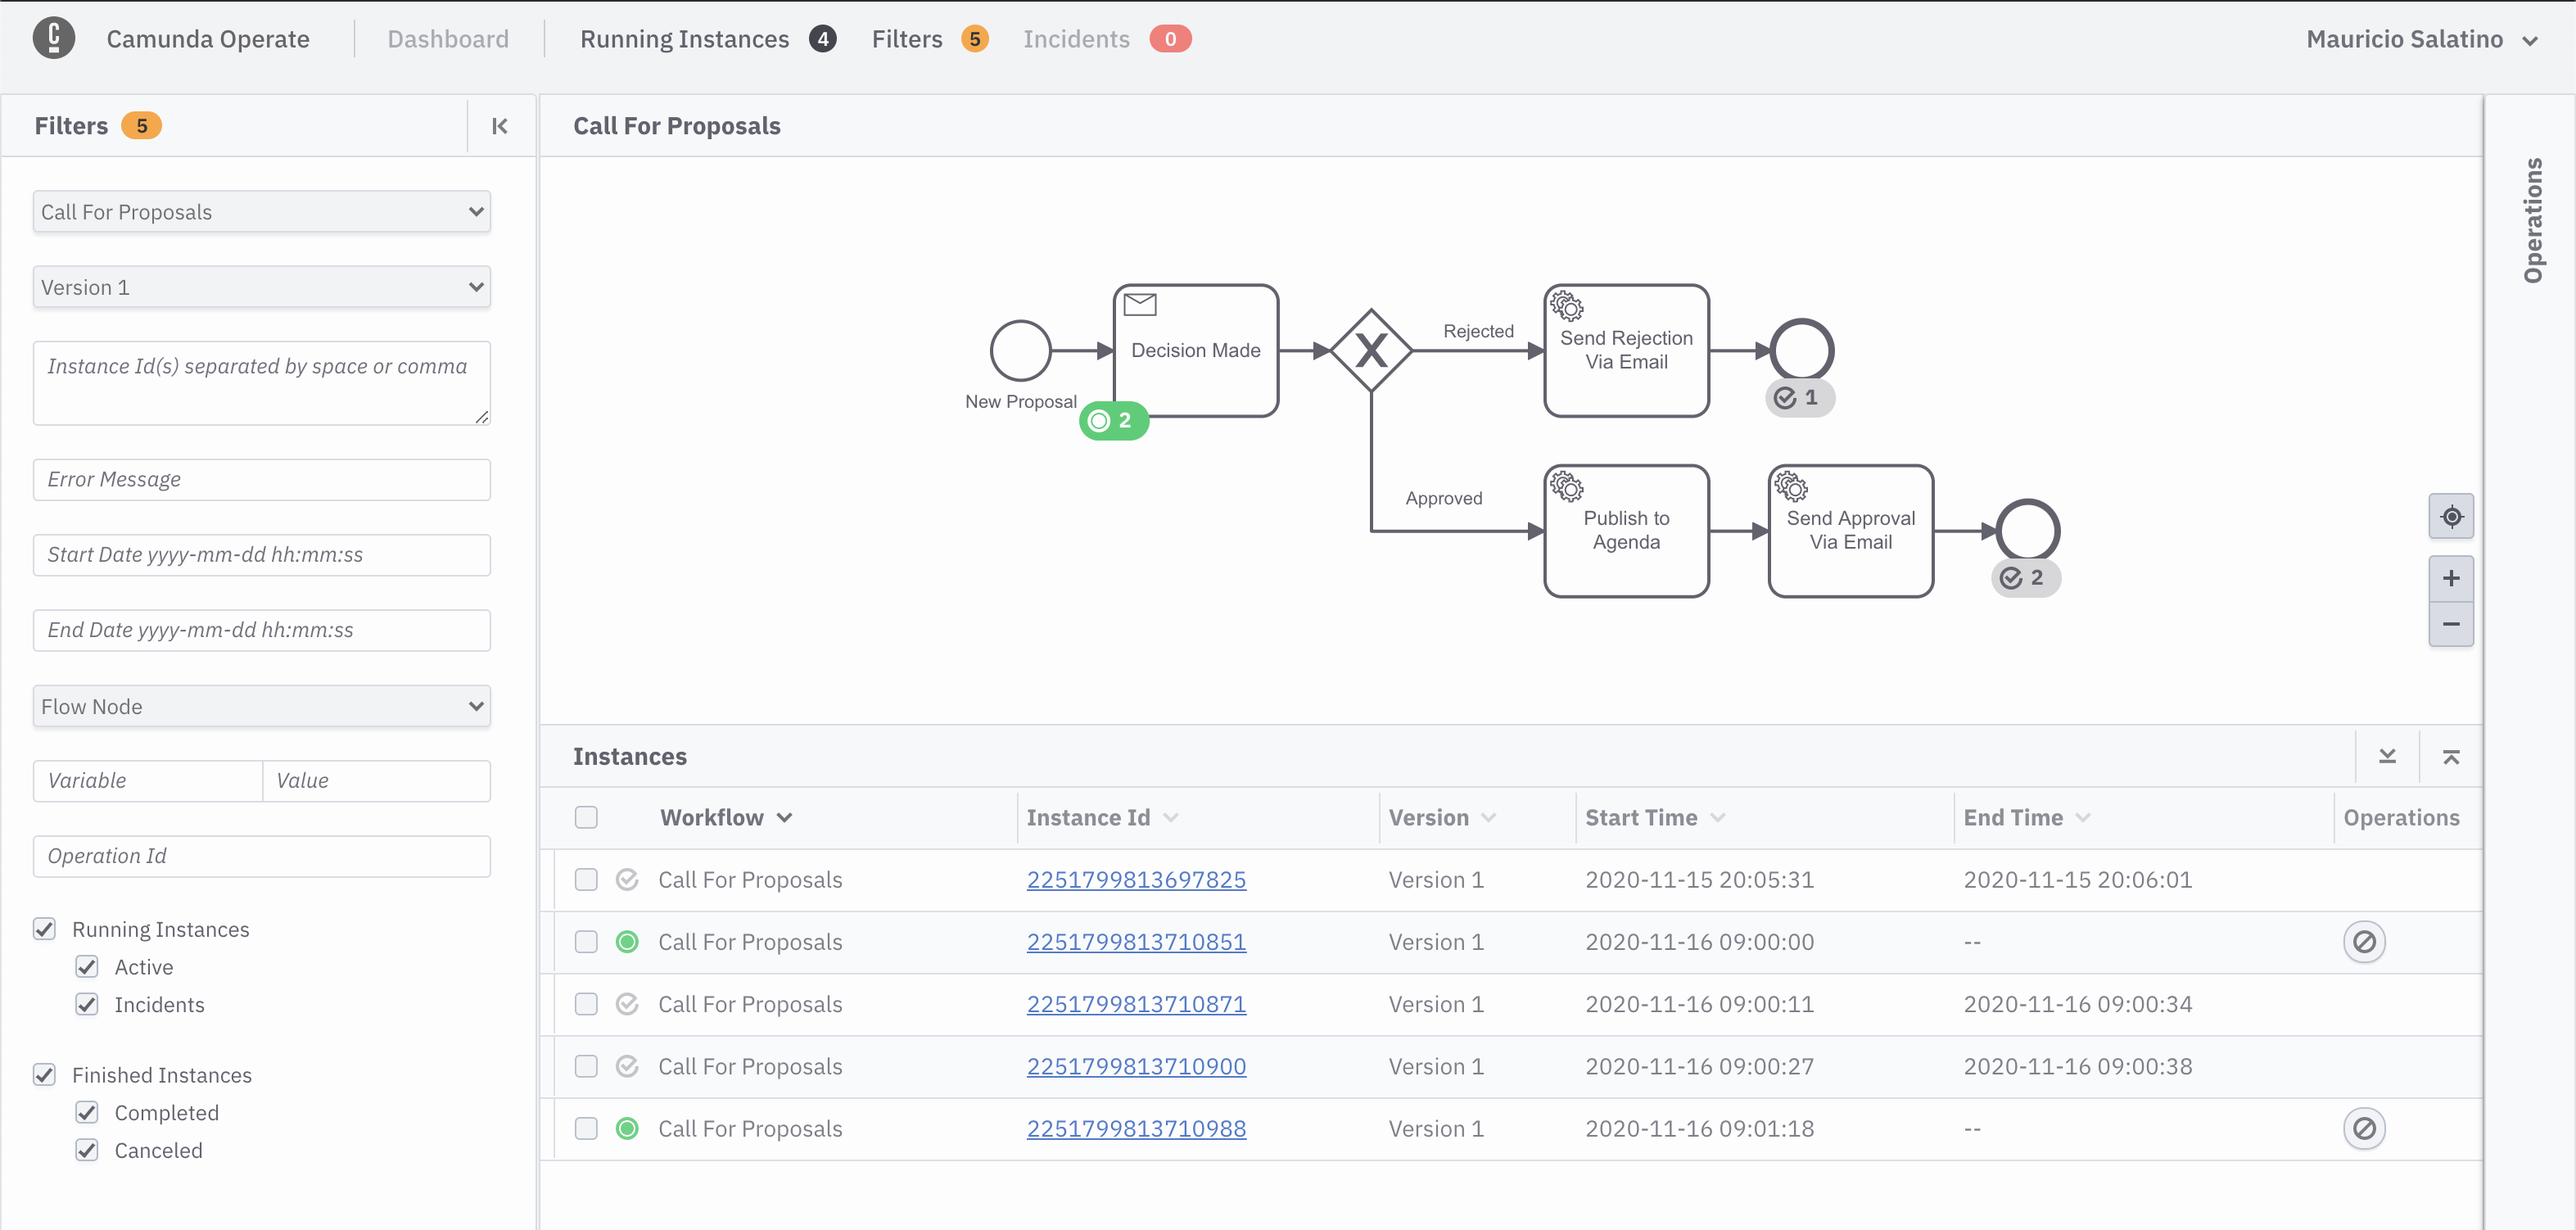 Camunda Operate
Dashboard
Running Instances 4
Filters 5
Incidents 0
Mauricio Salatino
Filters 5
Call For Proposals
Version 1
Instance Id(s) separated by space or comma
Error Message
Start Date yyyy-mm-dd hh:mm:ss
End Date yyyy-mm-dd hh:mm:ss
Flow Node
Variable
Value
Operation Id
Running Instances
Active
Incidents
Finished Instances
Completed
Canceled
Call For Proposals
New Proposal
Decision Made
2
X
Rejected
Send Rejection
Via Email
1
Approved
Publish to
Agenda
Send Approval
Via Email
2
Operations
Instances
Workflow Instance Id Version Start Time End Time Operations
Call For Proposals 2251799813697825 Version 1 2020-11-15 20:05:31 2020-11-15 20:06:01
Call For Proposals 2251799813710851 Version 1 2020-11-16 09:00:00 --
Call For Proposals 2251799813710871 Version 1 2020-11-16 09:00:11 2020-11-16 09:00:34
Call For Proposals 2251799813710900 Version 1 2020-11-16 09:00:27 2020-11-16 09:00:38
Call For Proposals 2251799813710988 Version 1 2020-11-16 09:01:18 --